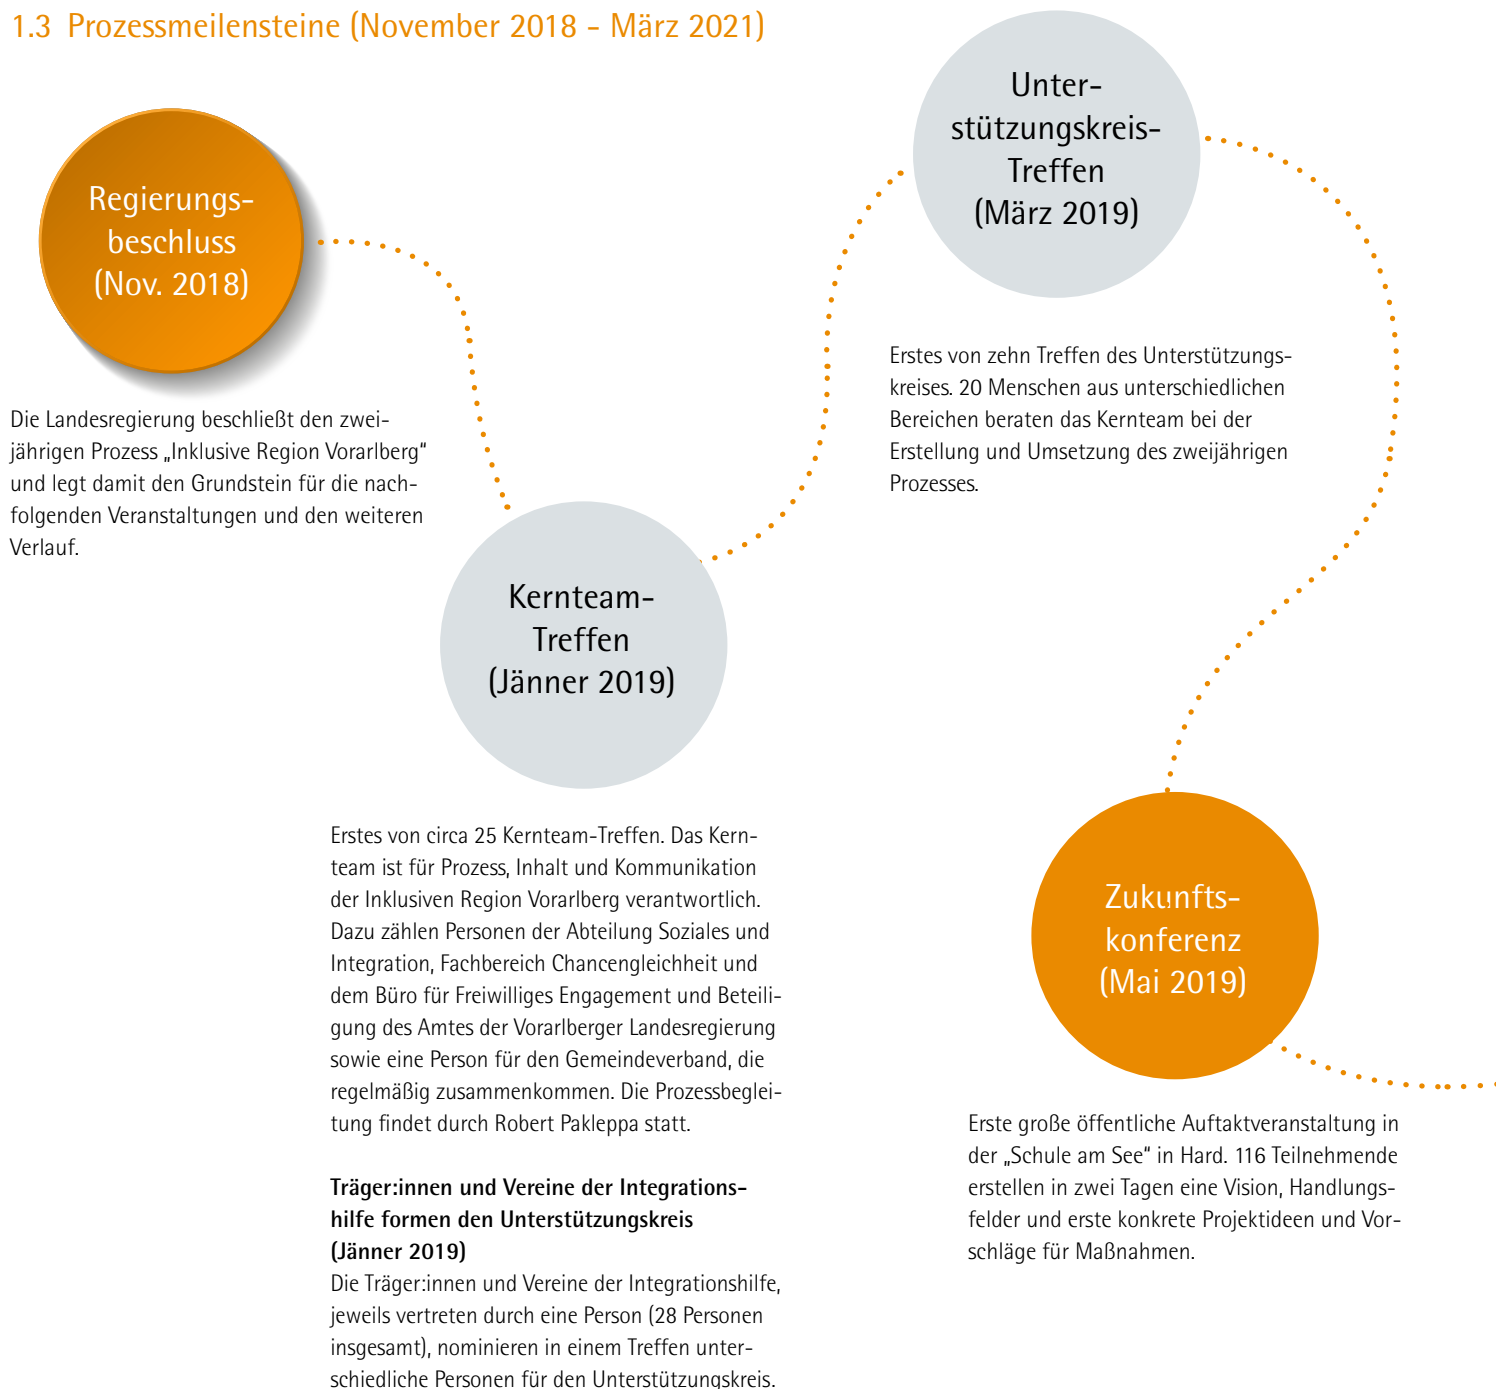 1.3 Prozessmeilensteine (November 2018 - März 2021)
Regierungs-
beschluss
(Nov. 2018)
Die Landesregierung beschließt den zwei-
jährigen Prozess „Inklusive Region Vorarlberg“
und legt damit den Grundstein für die nach-
folgenden Veranstaltungen und den weiteren
Verlauf.
Kernteam-
Treffen
(Jänner 2019)
Erstes von circa 25 Kernteam-Treffen. Das Kern-
team ist für Prozess, Inhalt und Kommunikation
der Inklusiven Region Vorarlberg verantwortlich.
Dazu zählen Personen der Abteilung Soziales und
Integration, Fachbereich Chancengleichheit und
dem Büro für Freiwilliges Engagement und Beteili-
gung des Amtes der Vorarlberger Landesregierung
sowie eine Person für den Gemeindeverband, die
regelmäßig zusammenkommen. Die Prozessbeglei-
tung findet durch Robert Pakleppa statt.
Träger:innen und Vereine der Integrations-
hilfe formen den Unterstützungskreis
(Jänner 2019)
Die Träger:innen und Vereine der Integrationshilfe,
jeweils vertreten durch eine Person (28 Personen
insgesamt), nominieren in einem Treffen unter-
schiedliche Personen für den Unterstützungskreis.
Unter-
stützungskreis-
Treffen
(März 2019)
Erstes von zehn Treffen des Unterstützungs-
kreises. 20 Menschen aus unterschiedlichen
Bereichen beraten das Kernteam bei der
Erstellung und Umsetzung des zweijährigen
Prozesses.
Zukunfts-
konferenz
(Mai 2019)
Erste große öffentliche Auftaktveranstaltung in
der „Schule am See“ in Hard. 116 Teilnehmende
erstellen in zwei Tagen eine Vision, Handlungs-
felder und erste konkrete Projektideen und Vor-
schläge für Maßnahmen.